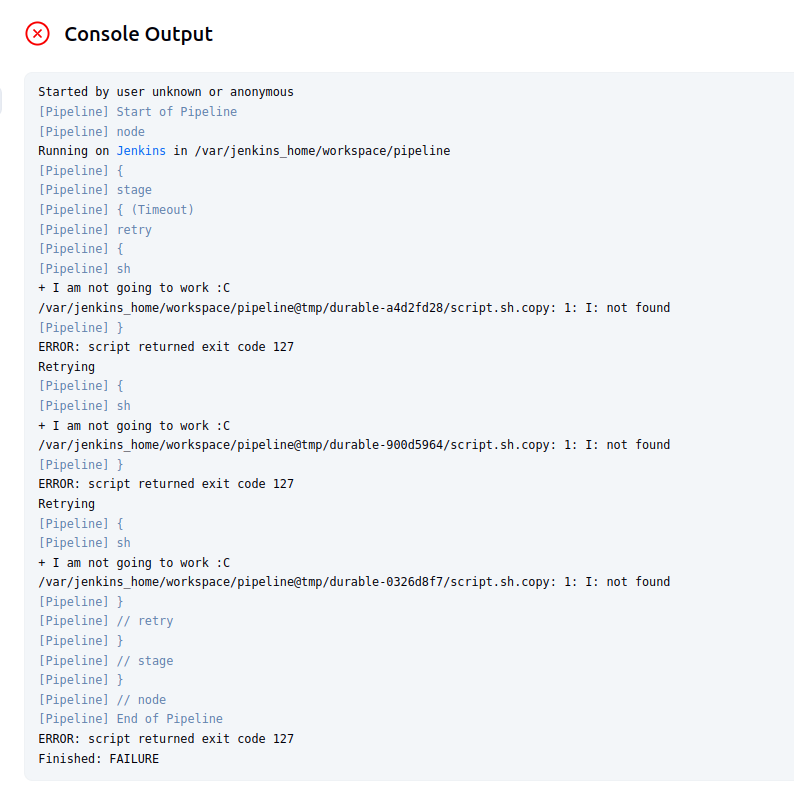 Console Output
Started by user unknown or anonymous
[Pipeline] Start of Pipeline
[Pipeline] node
Running on Jenkins in /var/jenkins_home/workspace/pipeline
[Pipeline] {
[Pipeline] stage
[Pipeline] { (Timeout)
[Pipeline] retry
[Pipeline] {
[Pipeline] sh
+ I am not going to work :C
/var/jenkins_home/workspace/pipeline@tmp/durable-a4d2fd28/script.sh.copy: 1: I: not found
[Pipeline] }
ERROR: script returned exit code 127
Retrying
[Pipeline] {
[Pipeline] sh
+ I am not going to work :C
/var/jenkins_home/workspace/pipeline@tmp/durable-900d5964/script.sh.copy: 1: I: not found
[Pipeline] }
ERROR: script returned exit code 127
Retrying
[Pipeline] {
[Pipeline] sh
+ I am not going to work :C
/var/jenkins_home/workspace/pipeline@tmp/durable-0326d8f7/script.sh.copy: 1: I: not found
[Pipeline] }
[Pipeline] // retry
[Pipeline] }
[Pipeline] // stage
[Pipeline] }
[Pipeline] // node
[Pipeline] End of Pipeline
ERROR: script returned exit code 127
Finished: FAILURE